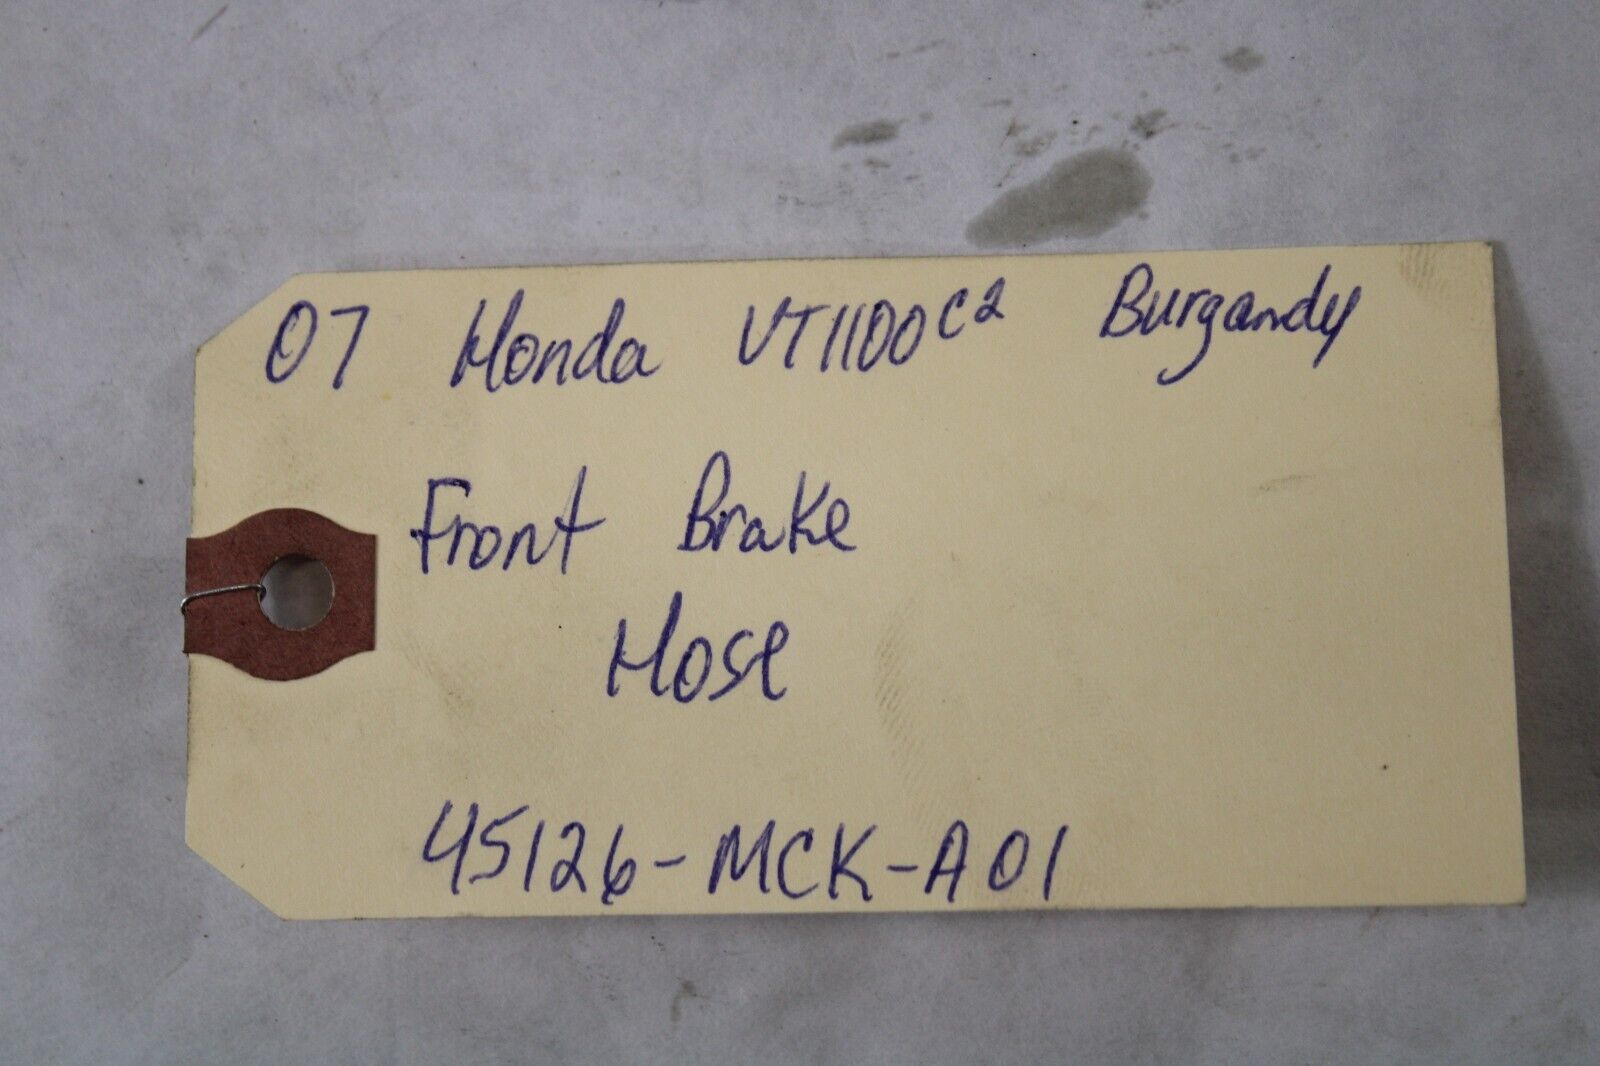 07 Honda VT1100C2 Burgandy
Front Brake
Hose
45126-MCK-A01